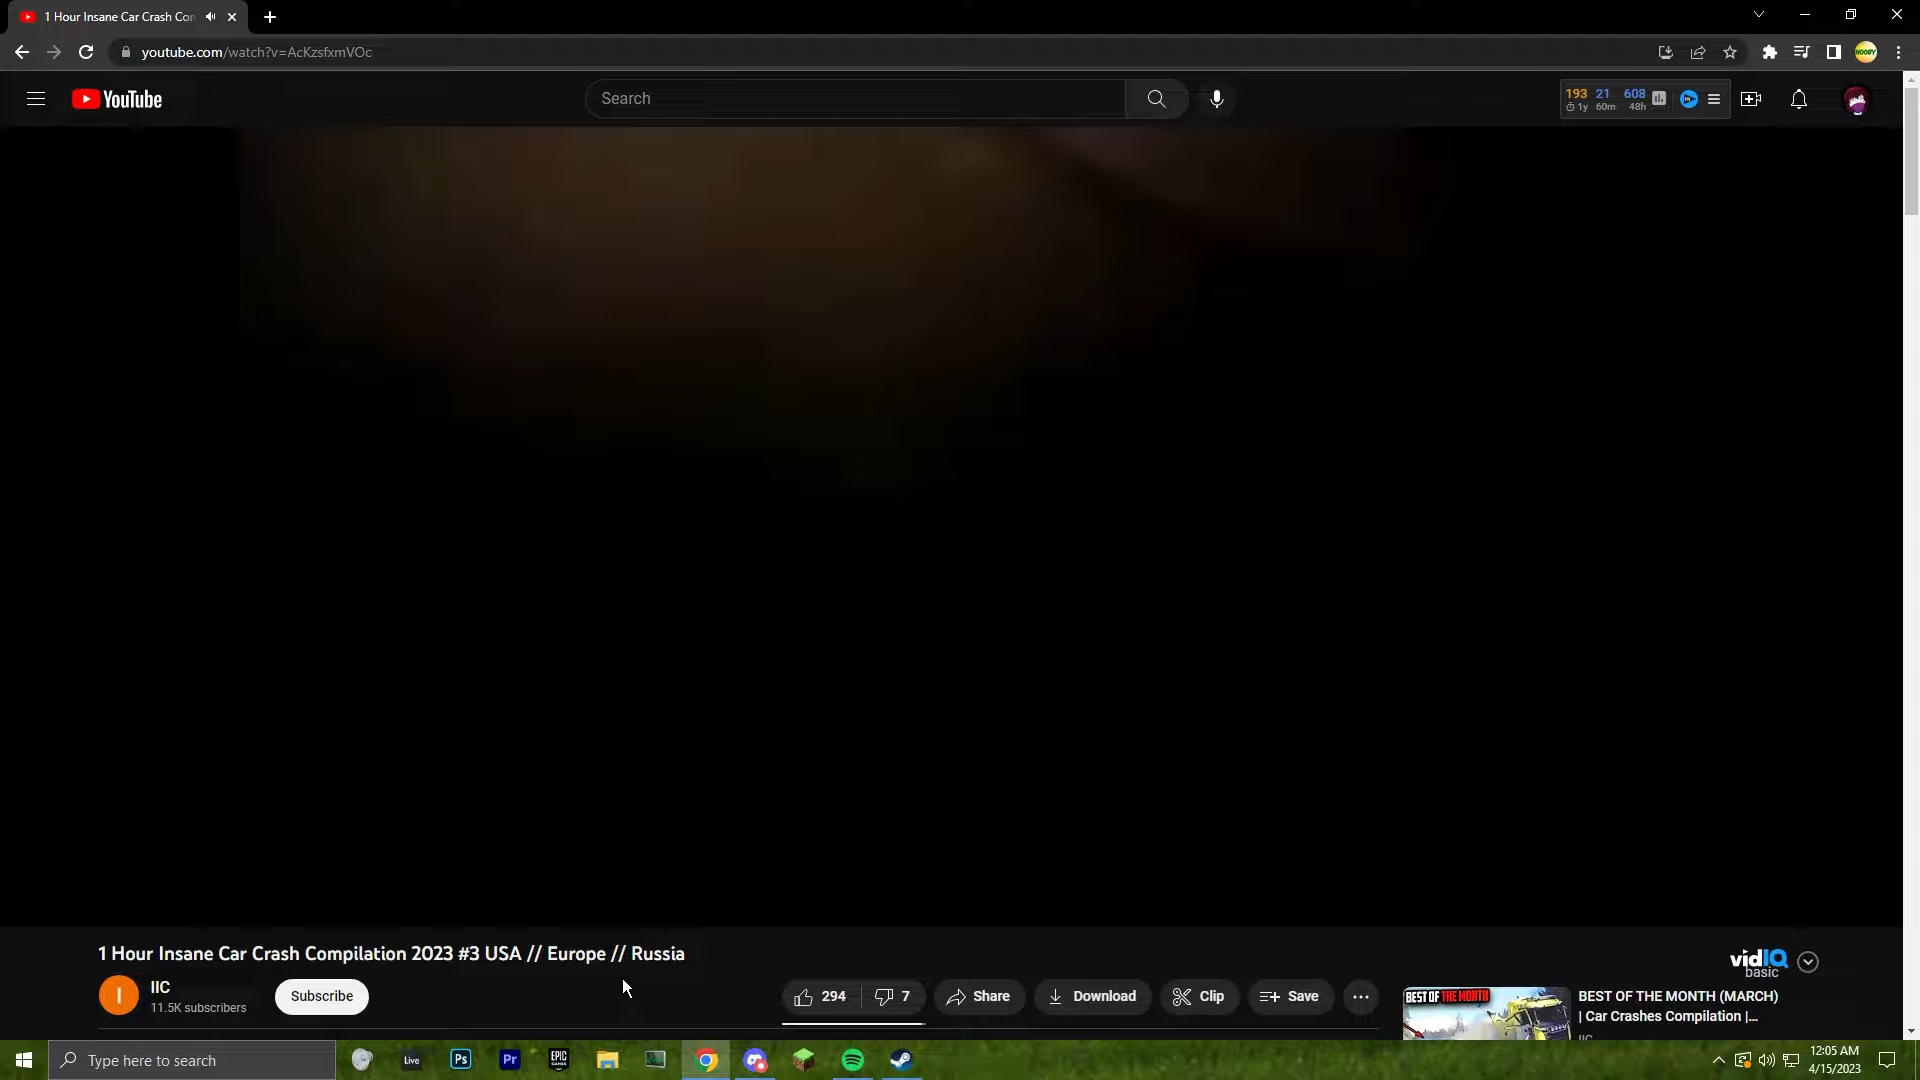 1 Hour Insane Car Crash Con
youtube.com/watch?v=AcKzsfxmVOc
YouTube
Search
193 21 608
1y 60m 48h
1 Hour Insane Car Crash Compilation 2023 #3 USA // Europe // Russia
vidIQ
basic
I
IIC
11.5K subscribers
Subscribe
294
7
Share
Download
Clip
Save
BEST OF THE MONTH
BEST OF THE MONTH (MARCH)
| Car Crashes Compilation |...
IIC
Type here to search
Live
Ps
Pr
EPIC
GAMES
12:05 AM
4/15/2023